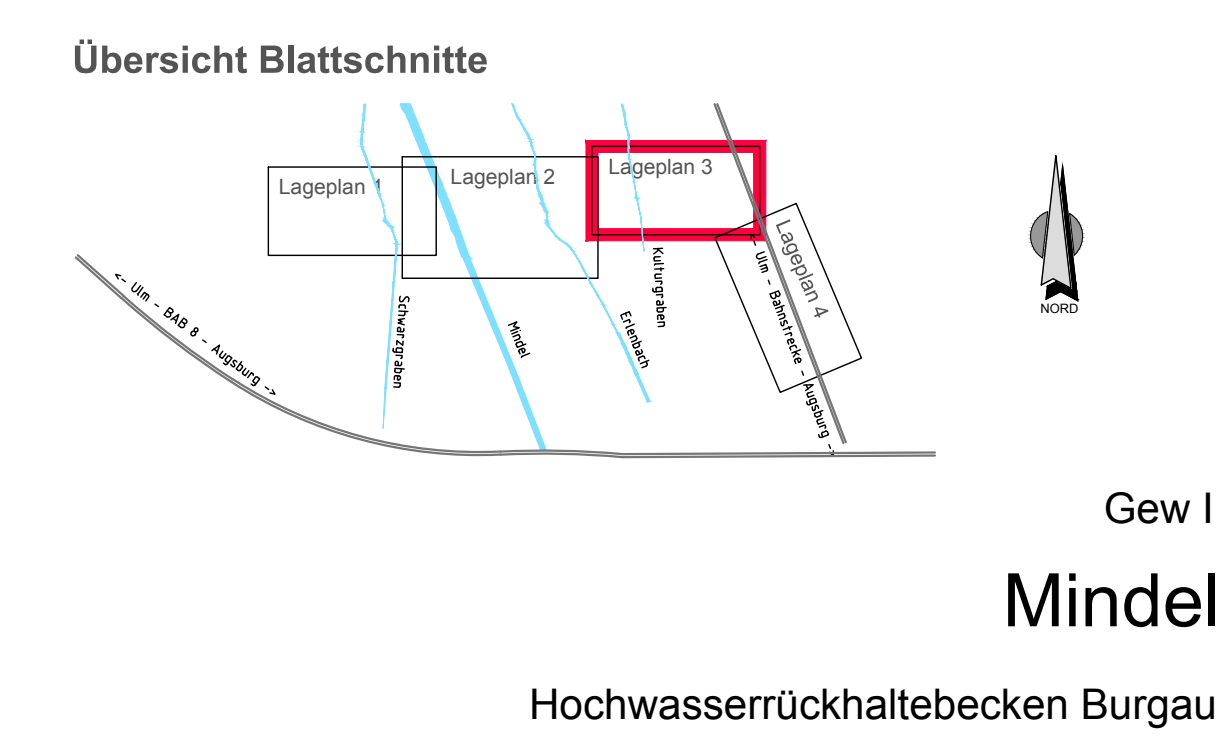 Übersicht Blattschnitte
Lageplan 1
Lageplan 2
Lageplan 3
Lageplan 4
<- Ulm - BAB 8 - Augsburg ->
Schwarzgraben
Mindel
Erlenbach
Kulturgraben
<- Ulm - Bahnstrecke - Augsburg ->
NORD
Gew I
Mindel
Hochwasserrückhaltebecken Burgau